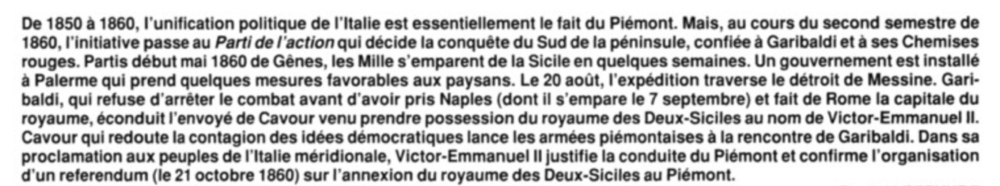 De 1850 à 1860, l'unification politique de l'Italie est essentiellement le fait du Piémont. Mais, au cours du second semestre de
1860, l'initiative passe au Parti de l'action qui décide la conquête du Sud de la péninsule, confiée à Garibaldi et à ses Chemises
rouges. Partis début mai 1860 de Gênes, les Mille s'emparent de la Sicile en quelques semaines. Un gouvernement est installé
à Palerme qui prend quelques mesures favorables aux paysans. Le 20 août, l'expédition traverse le détroit de Messine. Gari-
baldi, qui refuse d'arrêter le combat avant d'avoir pris Naples (dont il s'empare le 7 septembre) et fait de Rome la capitale du
royaume, éconduit l'envoyé de Cavour venu prendre possession du royaume des Deux-Siciles au nom de Victor-Emmanuel II.
Cavour qui redoute la contagion des idées démocratiques lance les armées piémontaises à la rencontre de Garibaldi. Dans sa
proclamation aux peuples de l'Italie méridionale, Victor-Emmanuel II justifie la conduite du Piémont et confirme l'organisation
d'un referendum (le 21 octobre 1860) sur l'annexion du royaume des Deux-Siciles au Piémont.